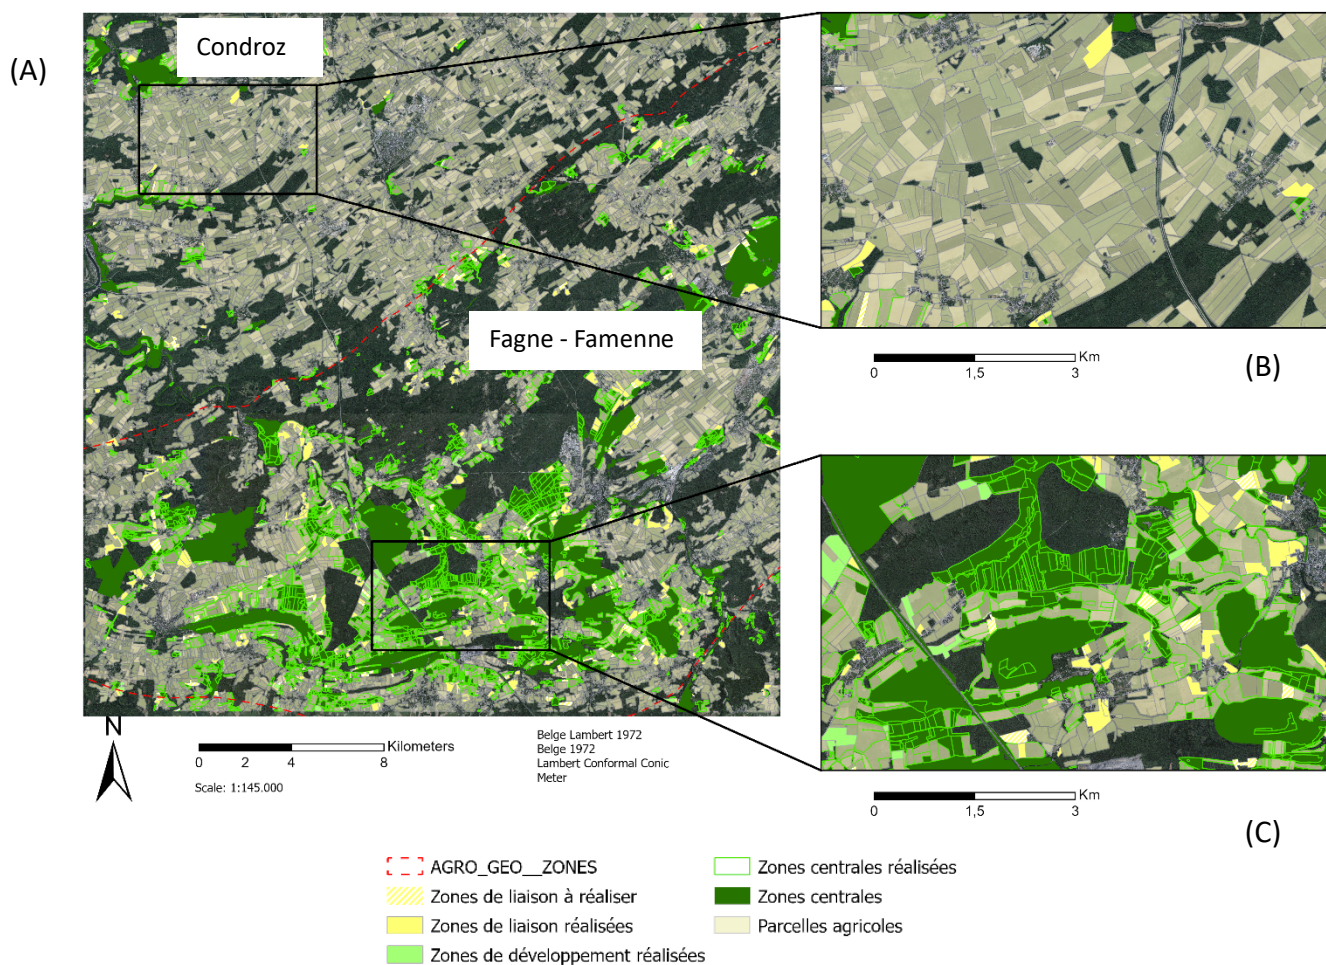 (A)
Condroz
Fagne - Famenne
Km
0 1,5 3
(B)
Km
0 1,5 3
(C)
N
Kilometers
0 2 4 8
Scale: 1:145.000
Belge Lambert 1972
Belge 1972
Lambert Conformal Conic
Meter
AGRO_GEO__ZONES
Zones de liaison à réaliser
Zones de liaison réalisées
Zones de développement réalisées
Zones centrales réalisées
Zones centrales
Parcelles agricoles